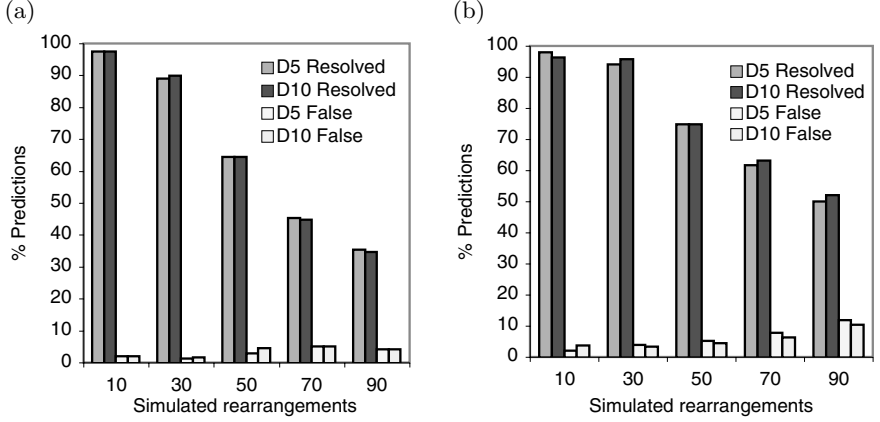 (a)
% Predictions
100
90
80
70
60
50
40
30
20
10
0
D5 Resolved
D10 Resolved
D5 False
D10 False
10 30 50 70 90
Simulated rearrangements
(b)
% Predictions
100
90
80
70
60
50
40
30
20
10
0
D5 Resolved
D10 Resolved
D5 False
D10 False
10 30 50 70 90
Simulated rearrangements